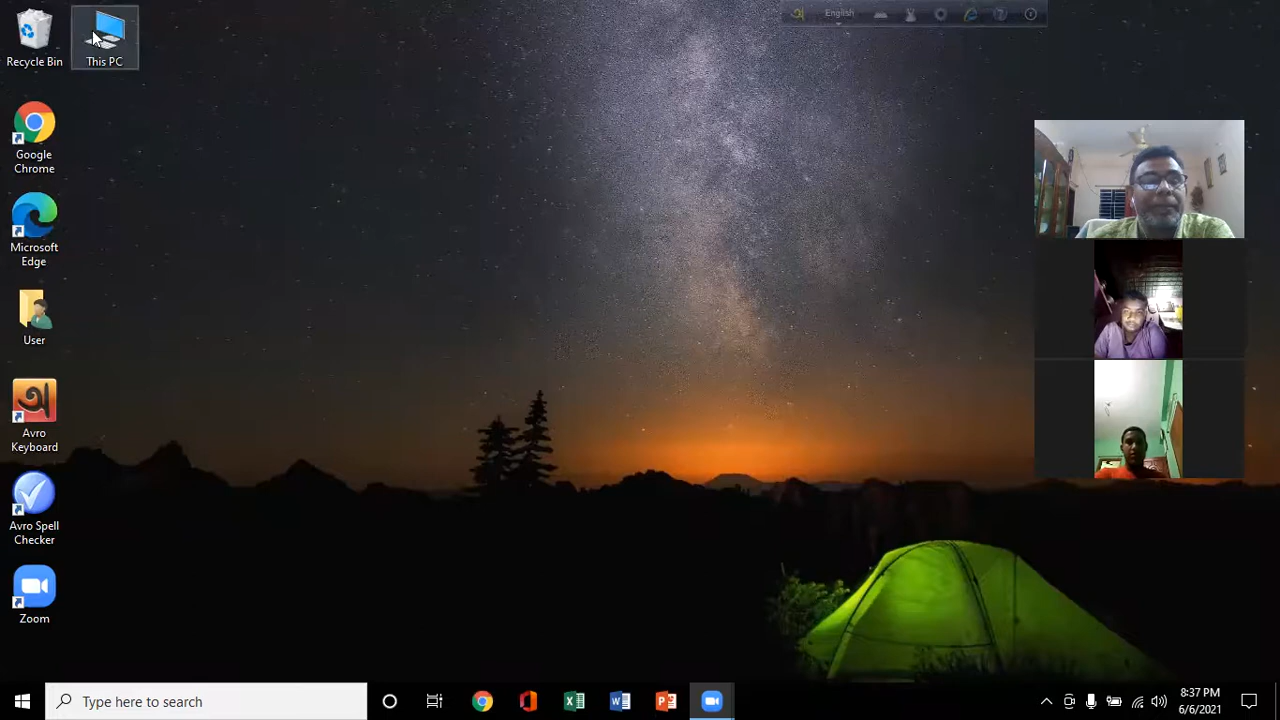 English
Recycle Bin
This PC
Google
Chrome
Microsoft
Edge
User
অ
Avro
Keyboard
Avro Spell
Checker
Zoom
Type here to search
8:37 PM
6/6/2021